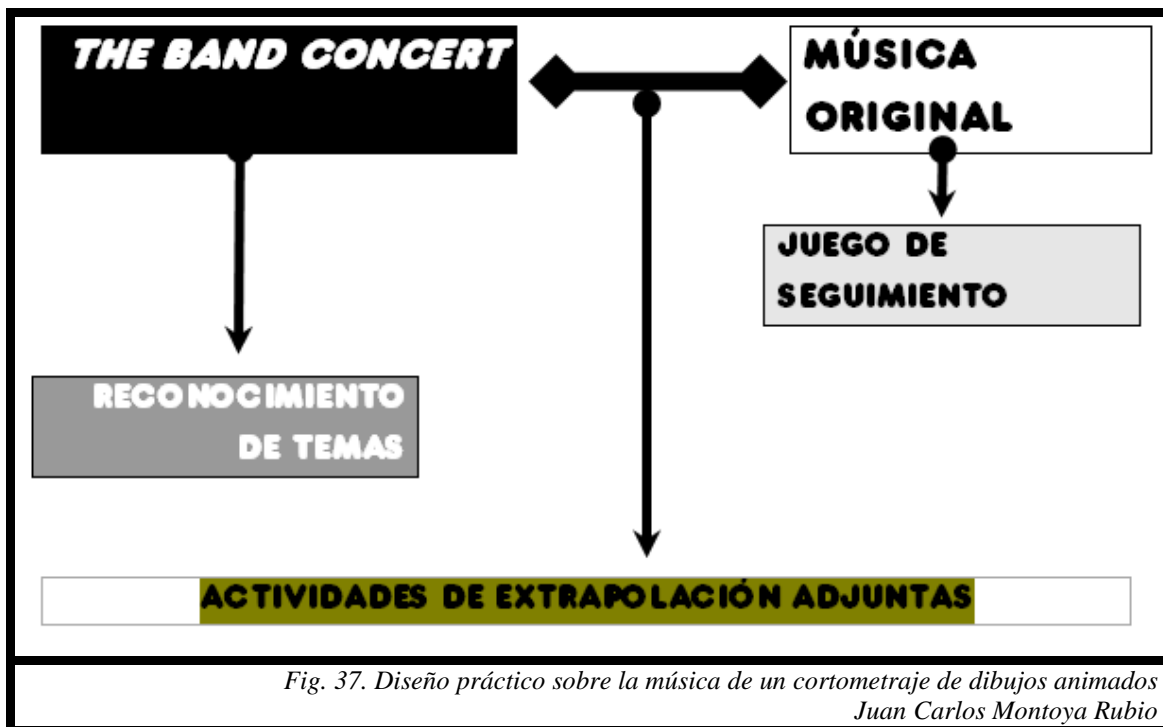 THE BAND CONCERT
MÚSICA
ORIGINAL
JUEGO DE
SEGUIMIENTO
RECONOCIMIENTO
DE TEMAS
ACTIVIDADES DE EXTRAPOLACIÓN ADJUNTAS
Fig. 37. Diseño práctico sobre la música de un cortometraje de dibujos animados
Juan Carlos Montoya Rubio